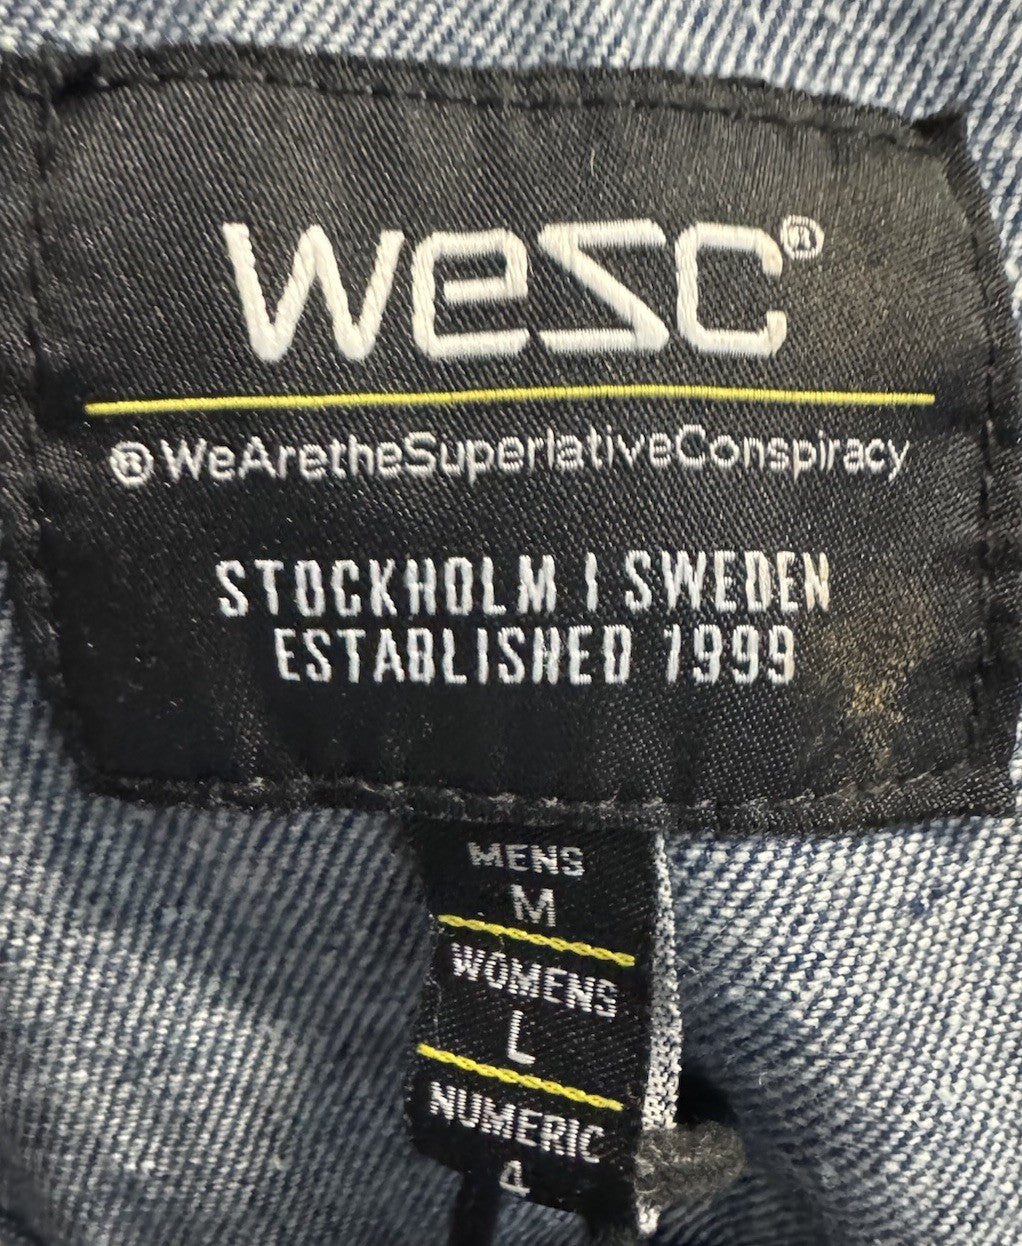 wesc®
®WeAretheSuperlativeConspiracy
STOCKHOLM | SWEDEN
ESTABLISHED 1999
MENS
M
WOMENS
L
NUMERIC
4